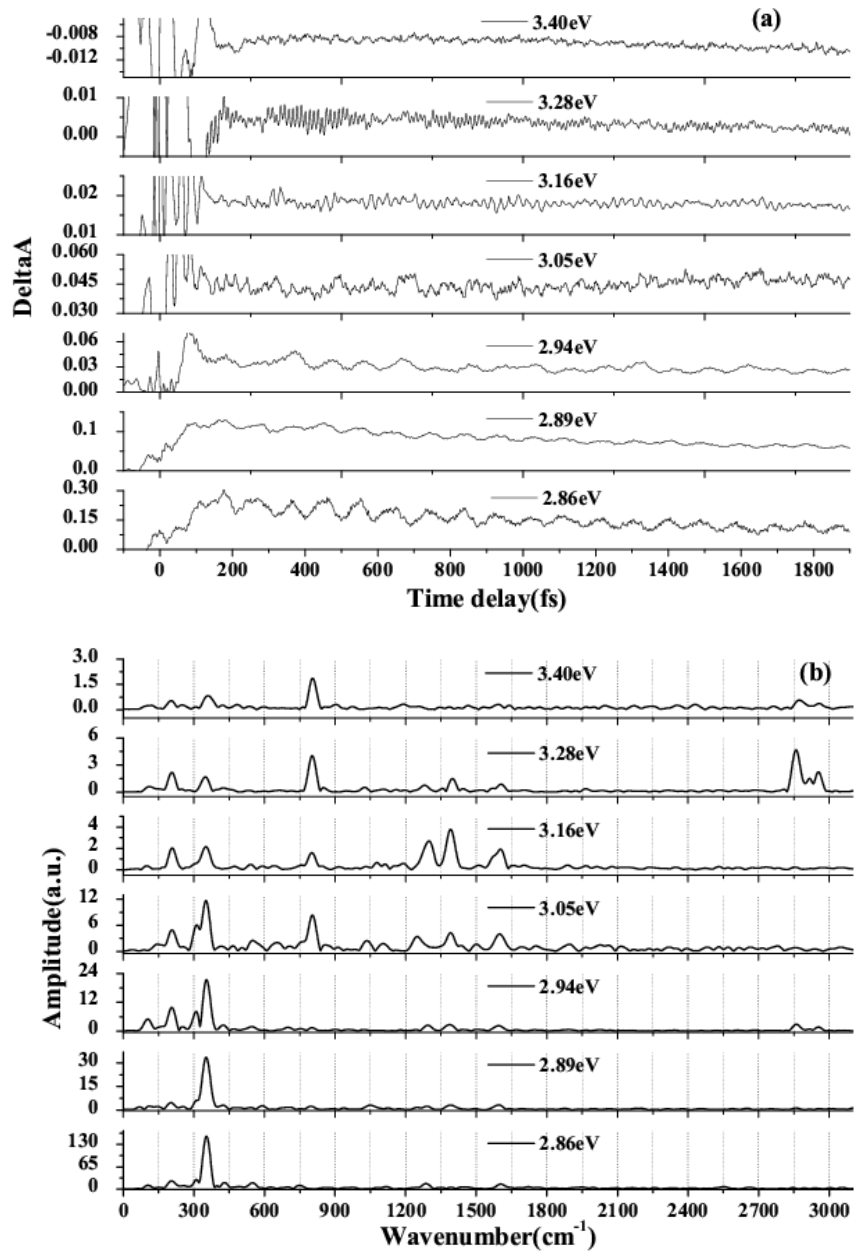 (a)
-0.008
-0.012
3.40eV
0.01
0.00
3.28eV
0.02
0.01
3.16eV
0.060
0.045
0.030
3.05eV
0.06
0.03
0.00
2.94eV
0.1
0.0
2.89eV
0.30
0.15
0.00
2.86eV
DeltaA
0 200 400 600 800 1000 1200 1400 1600 1800
Time delay(fs)
(b)
3.0
1.5
0.0
3.40eV
6
3
0
3.28eV
4
2
0
3.16eV
12
6
0
3.05eV
24
12
0
2.94eV
30
15
0
2.89eV
130
65
0
2.86eV
Amplitude(a.u.)
0 300 600 900 1200 1500 1800 2100 2400 2700 3000
Wavenumber(cm⁻¹)